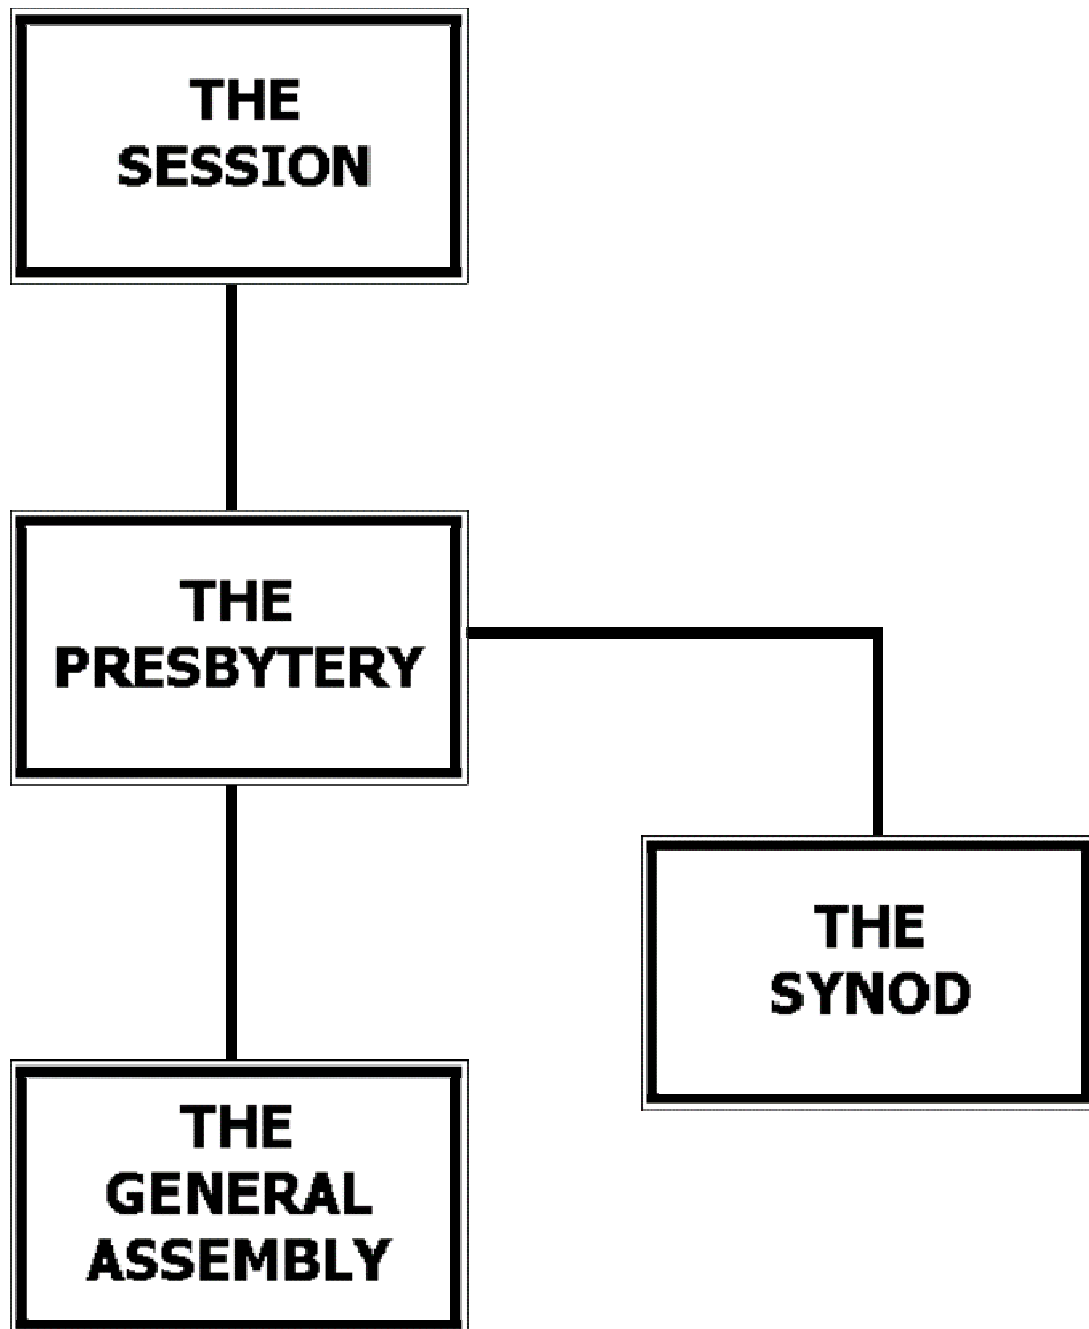 THE
SESSION
THE
PRESBYTERY
THE
SYNOD
THE
GENERAL
ASSEMBLY